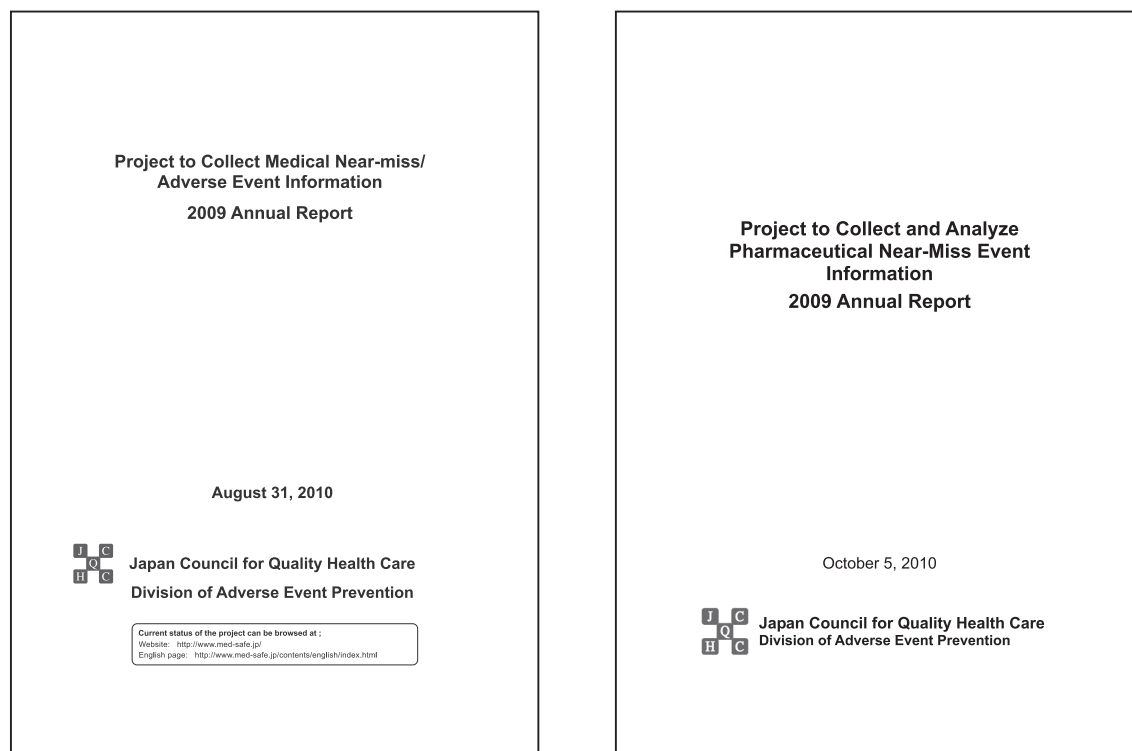 Project to Collect Medical Near-miss/
Adverse Event Information
2009 Annual Report
August 31, 2010
J C
Q
H C
Japan Council for Quality Health Care
Division of Adverse Event Prevention
Current status of the project can be browsed at ;
Website: http://www.med-safe.jp/
English page: http://www.med-safe.jp/contents/english/index.html
Project to Collect and Analyze
Pharmaceutical Near-Miss Event
Information
2009 Annual Report
October 5, 2010
J C
Q
H C
Japan Council for Quality Health Care
Division of Adverse Event Prevention